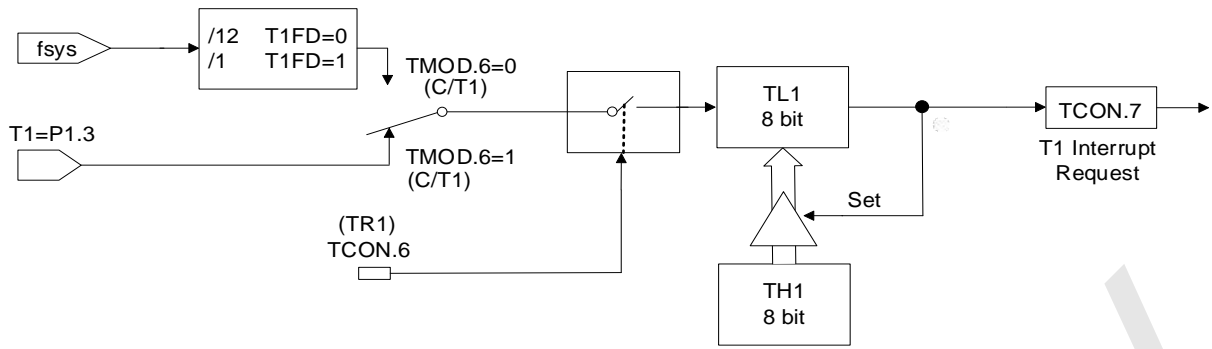 fsys
/12 T1FD=0
/1 T1FD=1
TMOD.6=0
(C/T1)
T1=P1.3
TMOD.6=1
(C/T1)
(TR1)
TCON.6
TL1
8 bit
TCON.7
T1 Interrupt
Request
Set
TH1
8 bit